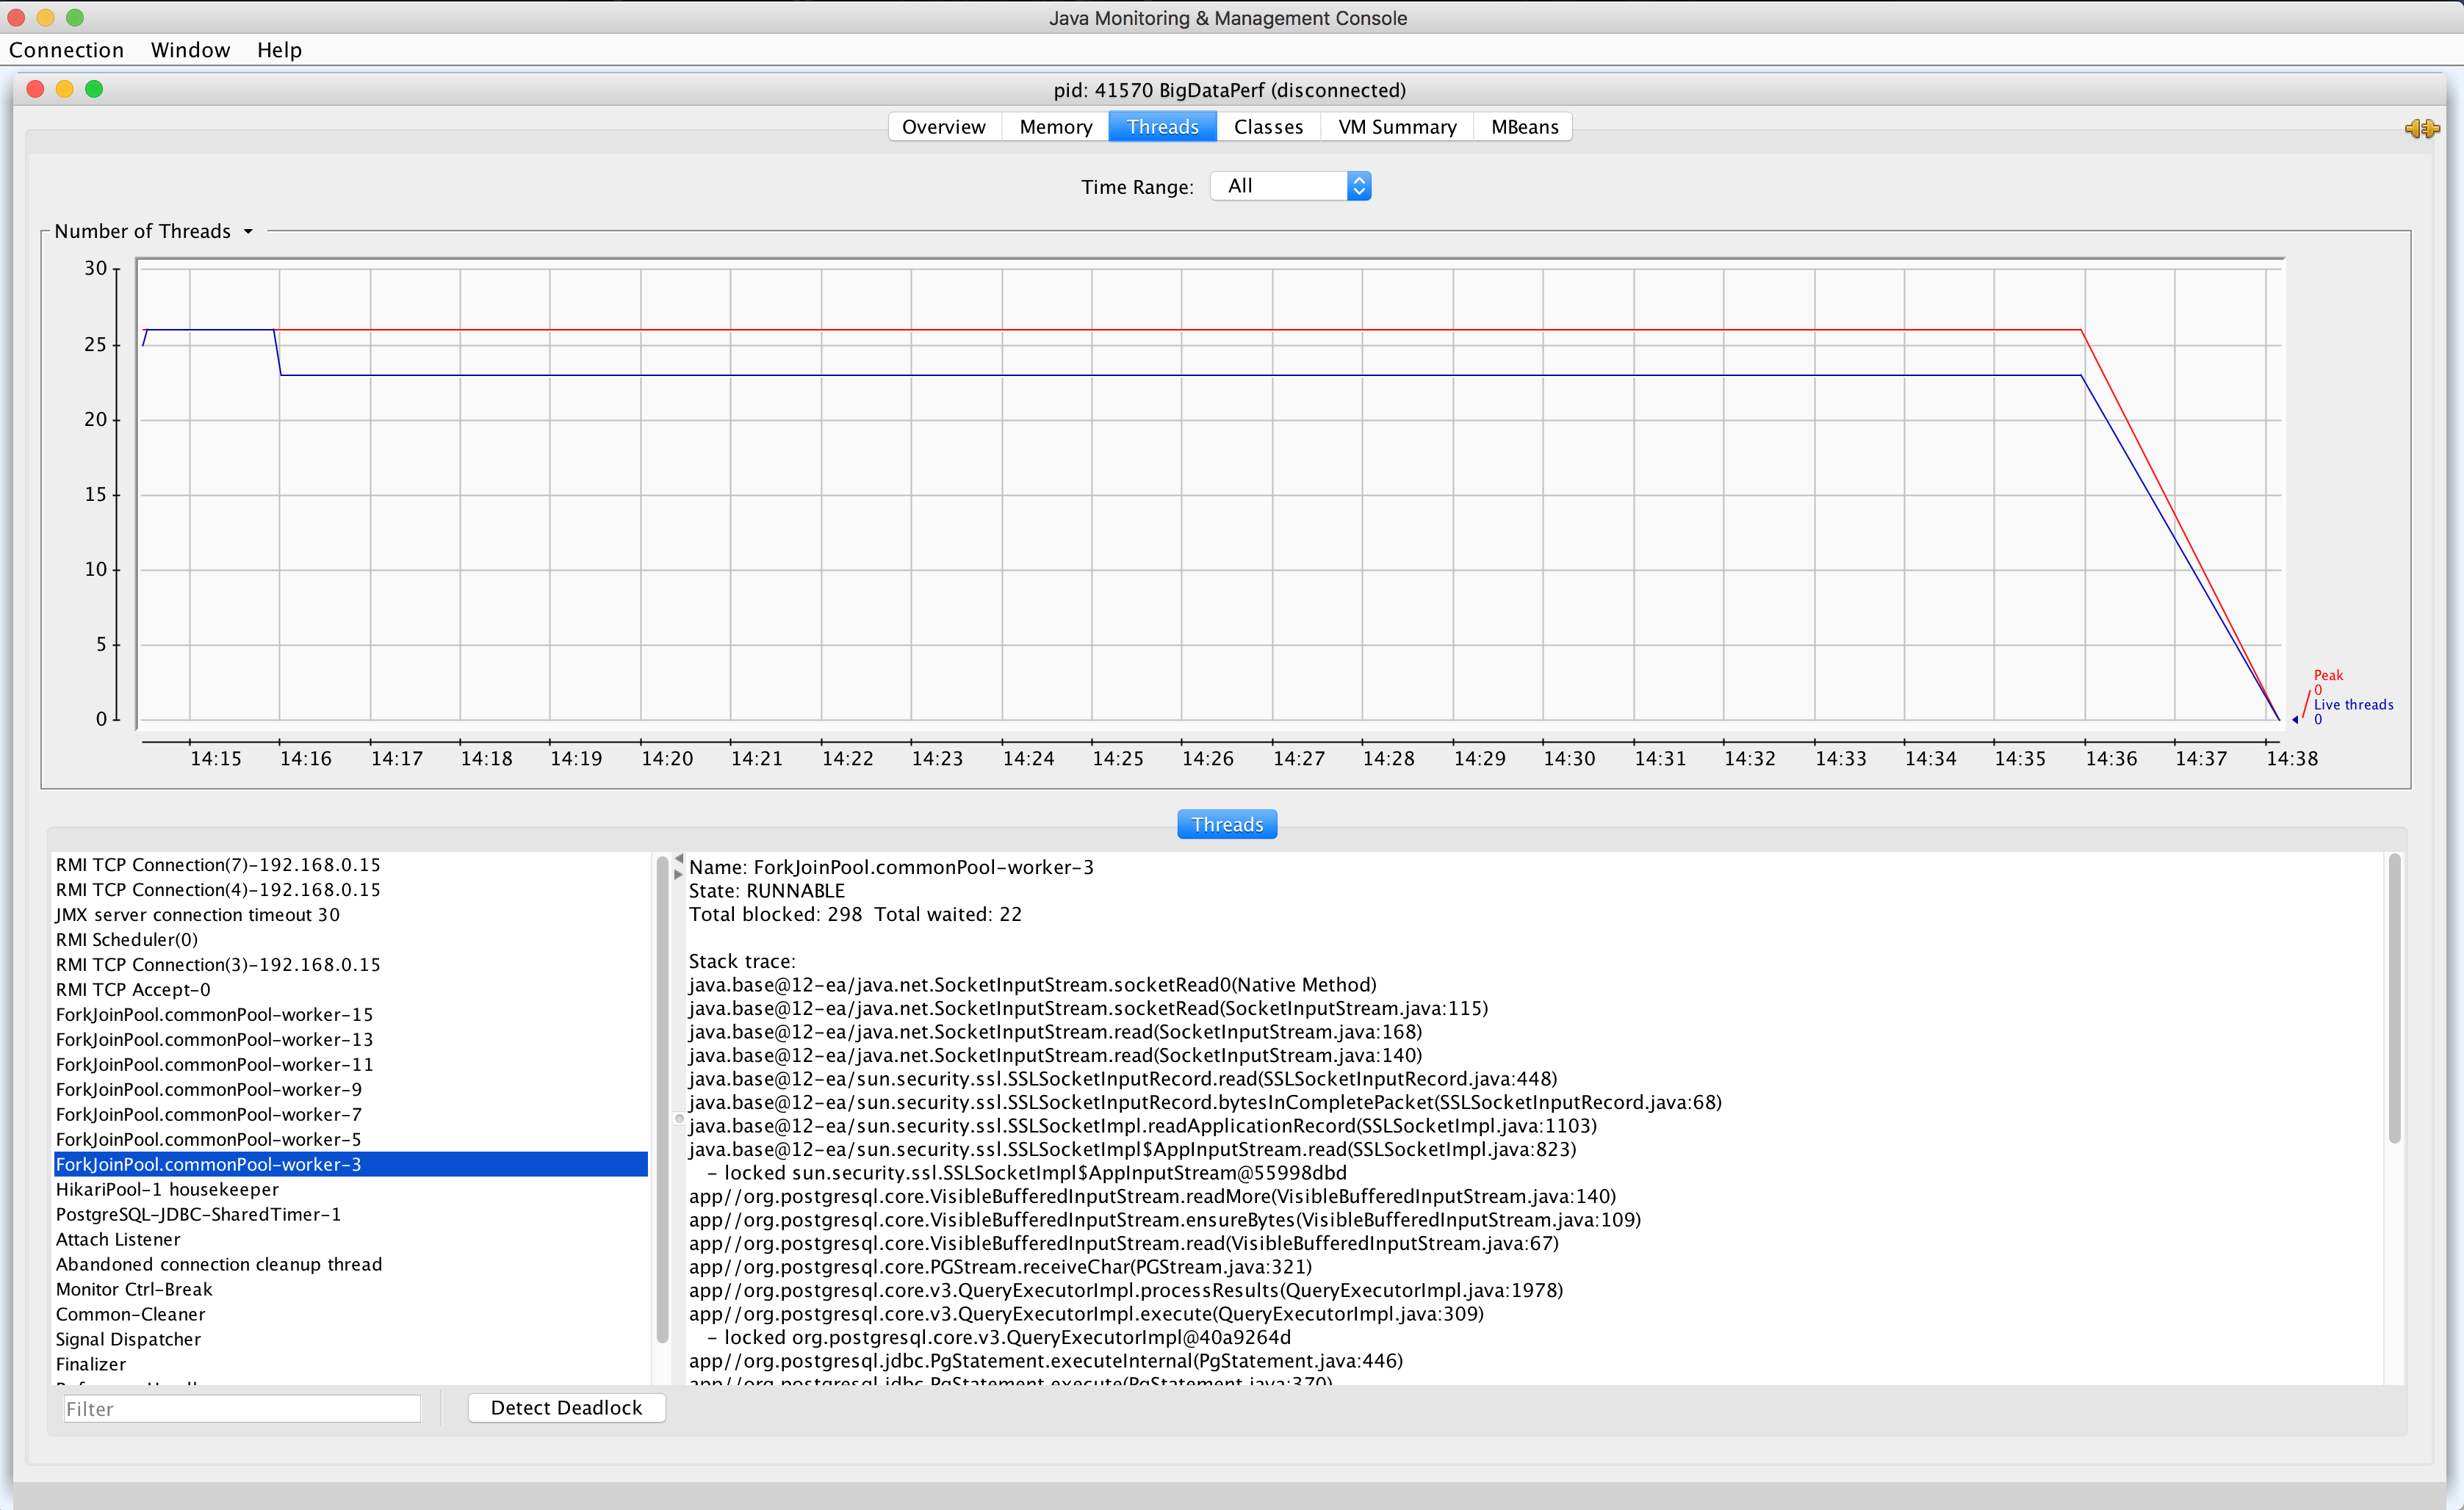 Java Monitoring & Management Console
Connection Window Help
pid: 41570 BigDataPerf (disconnected)
Overview Memory Threads Classes VM Summary MBeans
Time Range: All
Number of Threads
30
25
20
15
10
5
0
Peak
0
Live threads
0
14:15 14:16 14:17 14:18 14:19 14:20 14:21 14:22 14:23 14:24 14:25 14:26 14:27 14:28 14:29 14:30 14:31 14:32 14:33 14:34 14:35 14:36 14:37 14:38
Threads
RMI TCP Connection(7)-192.168.0.15
RMI TCP Connection(4)-192.168.0.15
JMX server connection timeout 30
RMI Scheduler(0)
RMI TCP Connection(3)-192.168.0.15
RMI TCP Accept-0
ForkJoinPool.commonPool-worker-15
ForkJoinPool.commonPool-worker-13
ForkJoinPool.commonPool-worker-11
ForkJoinPool.commonPool-worker-9
ForkJoinPool.commonPool-worker-7
ForkJoinPool.commonPool-worker-5
ForkJoinPool.commonPool-worker-3
HikariPool-1 housekeeper
PostgreSQL-JDBC-SharedTimer-1
Attach Listener
Abandoned connection cleanup thread
Monitor Ctrl-Break
Common-Cleaner
Signal Dispatcher
Finalizer
Filter
Detect Deadlock
Name: ForkJoinPool.commonPool-worker-3
State: RUNNABLE
Total blocked: 298 Total waited: 22
Stack trace:
java.base@12-ea/java.net.SocketInputStream.socketRead0(Native Method)
java.base@12-ea/java.net.SocketInputStream.socketRead(SocketInputStream.java:115)
java.base@12-ea/java.net.SocketInputStream.read(SocketInputStream.java:168)
java.base@12-ea/java.net.SocketInputStream.read(SocketInputStream.java:140)
java.base@12-ea/sun.security.ssl.SSLSocketInputRecord.read(SSLSocketInputRecord.java:448)
java.base@12-ea/sun.security.ssl.SSLSocketInputRecord.bytesInCompletePacket(SSLSocketInputRecord.java:68)
java.base@12-ea/sun.security.ssl.SSLSocketImpl.readApplicationRecord(SSLSocketImpl.java:1103)
java.base@12-ea/sun.security.ssl.SSLSocketImpl$AppInputStream.read(SSLSocketImpl.java:823)
- locked sun.security.ssl.SSLSocketImpl$AppInputStream@55998dbd
app//org.postgresql.core.VisibleBufferedInputStream.readMore(VisibleBufferedInputStream.java:140)
app//org.postgresql.core.VisibleBufferedInputStream.ensureBytes(VisibleBufferedInputStream.java:109)
app//org.postgresql.core.VisibleBufferedInputStream.read(VisibleBufferedInputStream.java:67)
app//org.postgresql.core.PGStream.receiveChar(PGStream.java:321)
app//org.postgresql.core.v3.QueryExecutorImpl.processResults(QueryExecutorImpl.java:1978)
app//org.postgresql.core.v3.QueryExecutorImpl.execute(QueryExecutorImpl.java:309)
- locked org.postgresql.core.v3.QueryExecutorImpl@40a9264d
app//org.postgresql.jdbc.PgStatement.executeInternal(PgStatement.java:446)
app//org.postgresql.jdbc.PgStatement.execute(PgStatement.java:370)